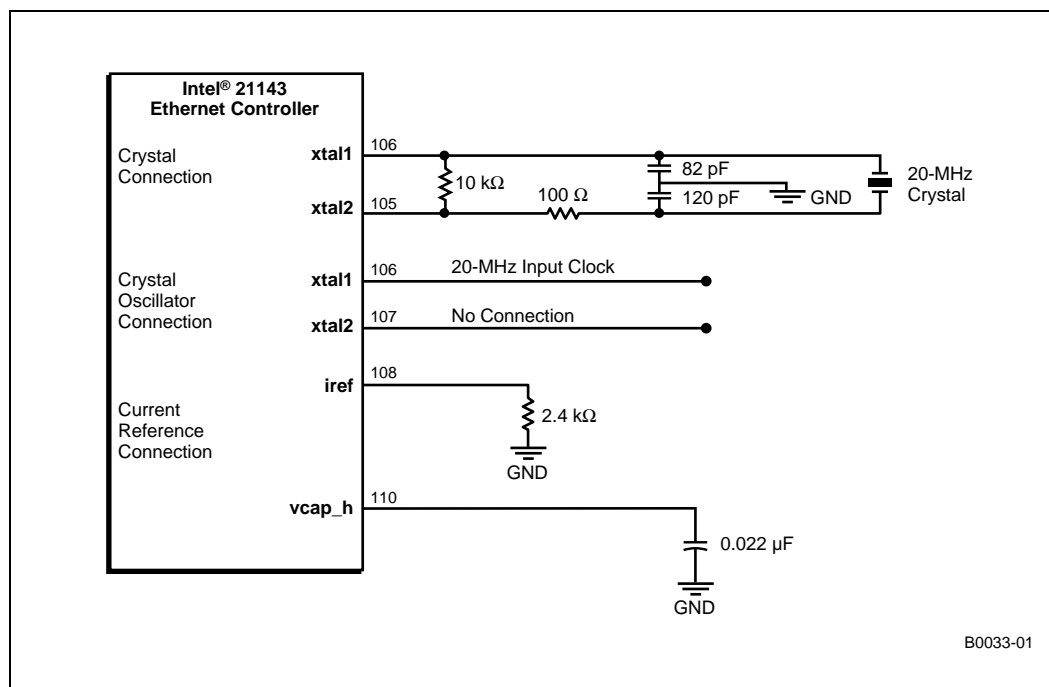 Intel® 21143
Ethernet Controller
Crystal
Connection
xtal1
106
xtal2
105
10 kΩ
100 Ω
82 pF
120 pF
GND
20-MHz
Crystal
Crystal
Oscillator
Connection
xtal1
106
20-MHz Input Clock
xtal2
107
No Connection
Current
Reference
Connection
iref
108
2.4 kΩ
GND
vcap_h
110
0.022 µF
GND
B0033-01